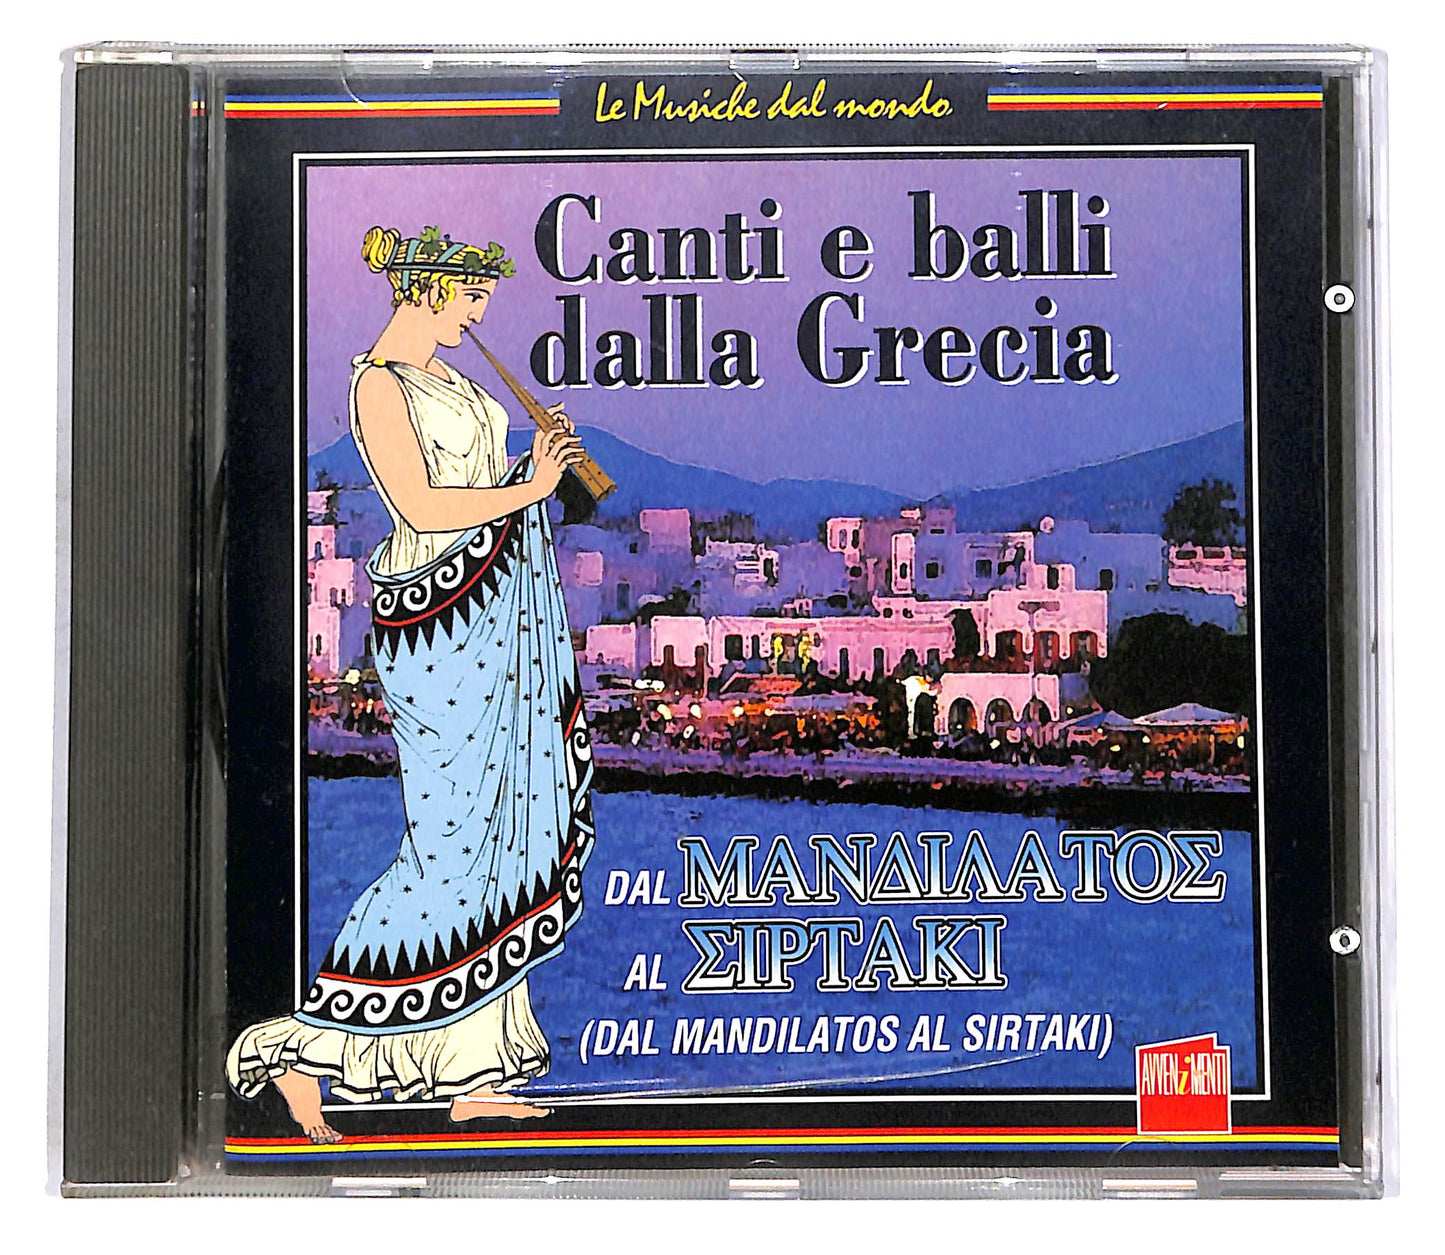 Le Musiche dal mondo
Canti e balli
dalla Grecia
DAL ΜΑΝΔΙΛΑΤΟΣ
AL ΣΙΡΤΑΚΙ
(DAL MANDILATOS AL SIRTAKI)
AVVENiMENTI